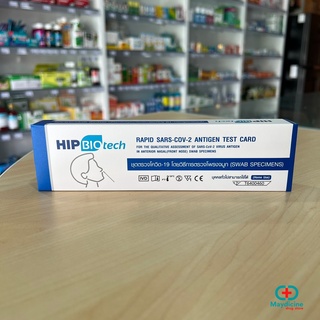 HIP BIOtech
RAPID SARS-COV-2 ANTIGEN TEST CARD
FOR THE QUALITATIVE ASSESSMENT OF SARS-CoV-2 VIRUS ANTIGEN
IN ANTERIOR NASAL(FRONT NOSE) SWAB SPECIMENS
ชุดตรวจโควิด-19 โดยวิธีการตรวจโพรงจมูก (SWAB SPECIMENS)
IVD
CE
T6400460
Maydicine